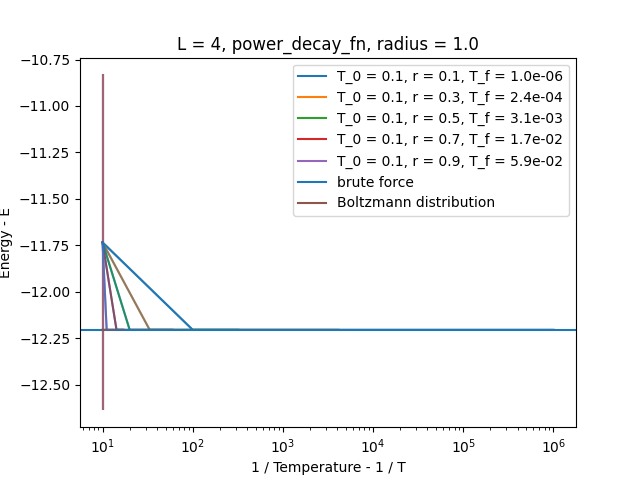 L = 4, power_decay_fn, radius = 1.0
−10.75
−11.00
−11.25
−11.50
−11.75
−12.00
−12.25
−12.50
Energy - E
T_0 = 0.1, r = 0.1, T_f = 1.0e-06
T_0 = 0.1, r = 0.3, T_f = 2.4e-04
T_0 = 0.1, r = 0.5, T_f = 3.1e-03
T_0 = 0.1, r = 0.7, T_f = 1.7e-02
T_0 = 0.1, r = 0.9, T_f = 5.9e-02
brute force
Boltzmann distribution
10¹ 10² 10³ 10⁴ 10⁵ 10⁶
1 / Temperature - 1 / T